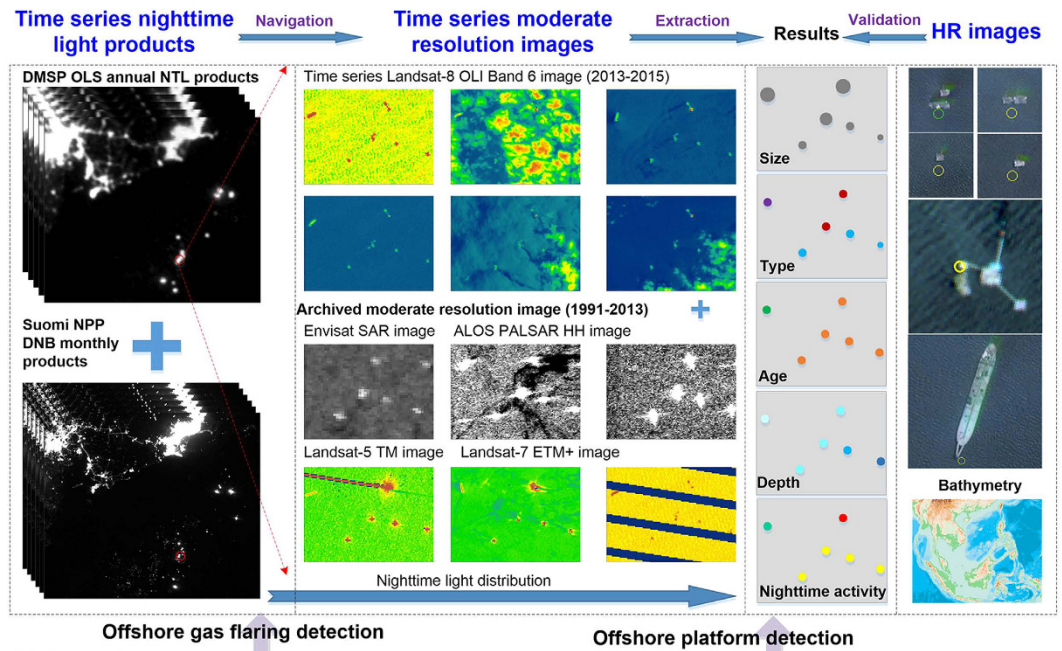 Time series nighttime
light products
Navigation
Time series moderate
resolution images
Extraction
Results
Validation
HR images
DMSP OLS annual NTL products
Suomi NPP
DNB monthly
products
Time series Landsat-8 OLI Band 6 image (2013-2015)
Archived moderate resolution image (1991-2013)
Envisat SAR image
ALOS PALSAR HH image
Landsat-5 TM image
Landsat-7 ETM+ image
Nighttime light distribution
Size
Type
Age
Depth
Nighttime activity
Bathymetry
Offshore gas flaring detection
Offshore platform detection